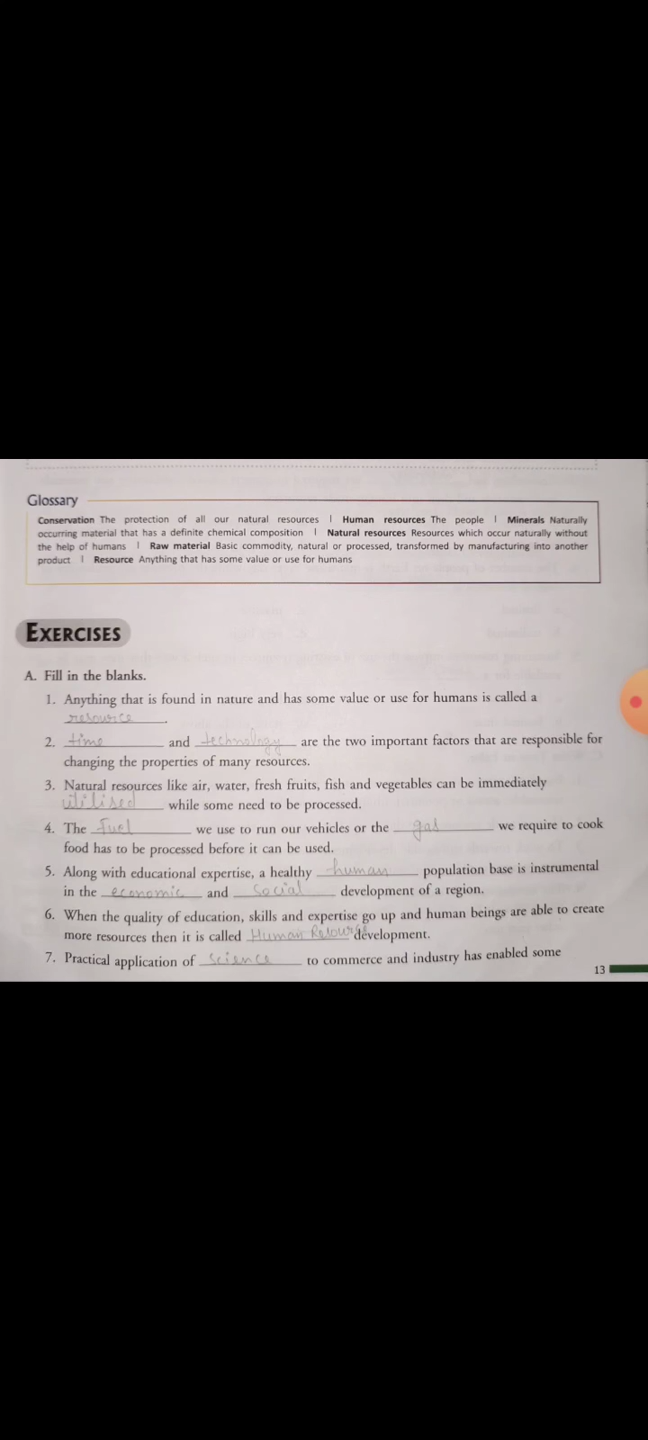 Glossary
Conservation The protection of all our natural resources | Human resources The people | Minerals Naturally
occurring material that has a definite chemical composition | Natural resources Resources which occur naturally without
the help of humans | Raw material Basic commodity, natural or processed, transformed by manufacturing into another
product | Resource Anything that has some value or use for humans
EXERCISES
A. Fill in the blanks.
1. Anything that is found in nature and has some value or use for humans is called a
resource.
2. time and technology are the two important factors that are responsible for
changing the properties of many resources.
3. Natural resources like air, water, fresh fruits, fish and vegetables can be immediately
utilised while some need to be processed.
4. The fuel we use to run our vehicles or the gas we require to cook
food has to be processed before it can be used.
5. Along with educational expertise, a healthy human population base is instrumental
in the economic and social development of a region.
6. When the quality of education, skills and expertise go up and human beings are able to create
more resources then it is called Human Resource development.
7. Practical application of science to commerce and industry has enabled some
13